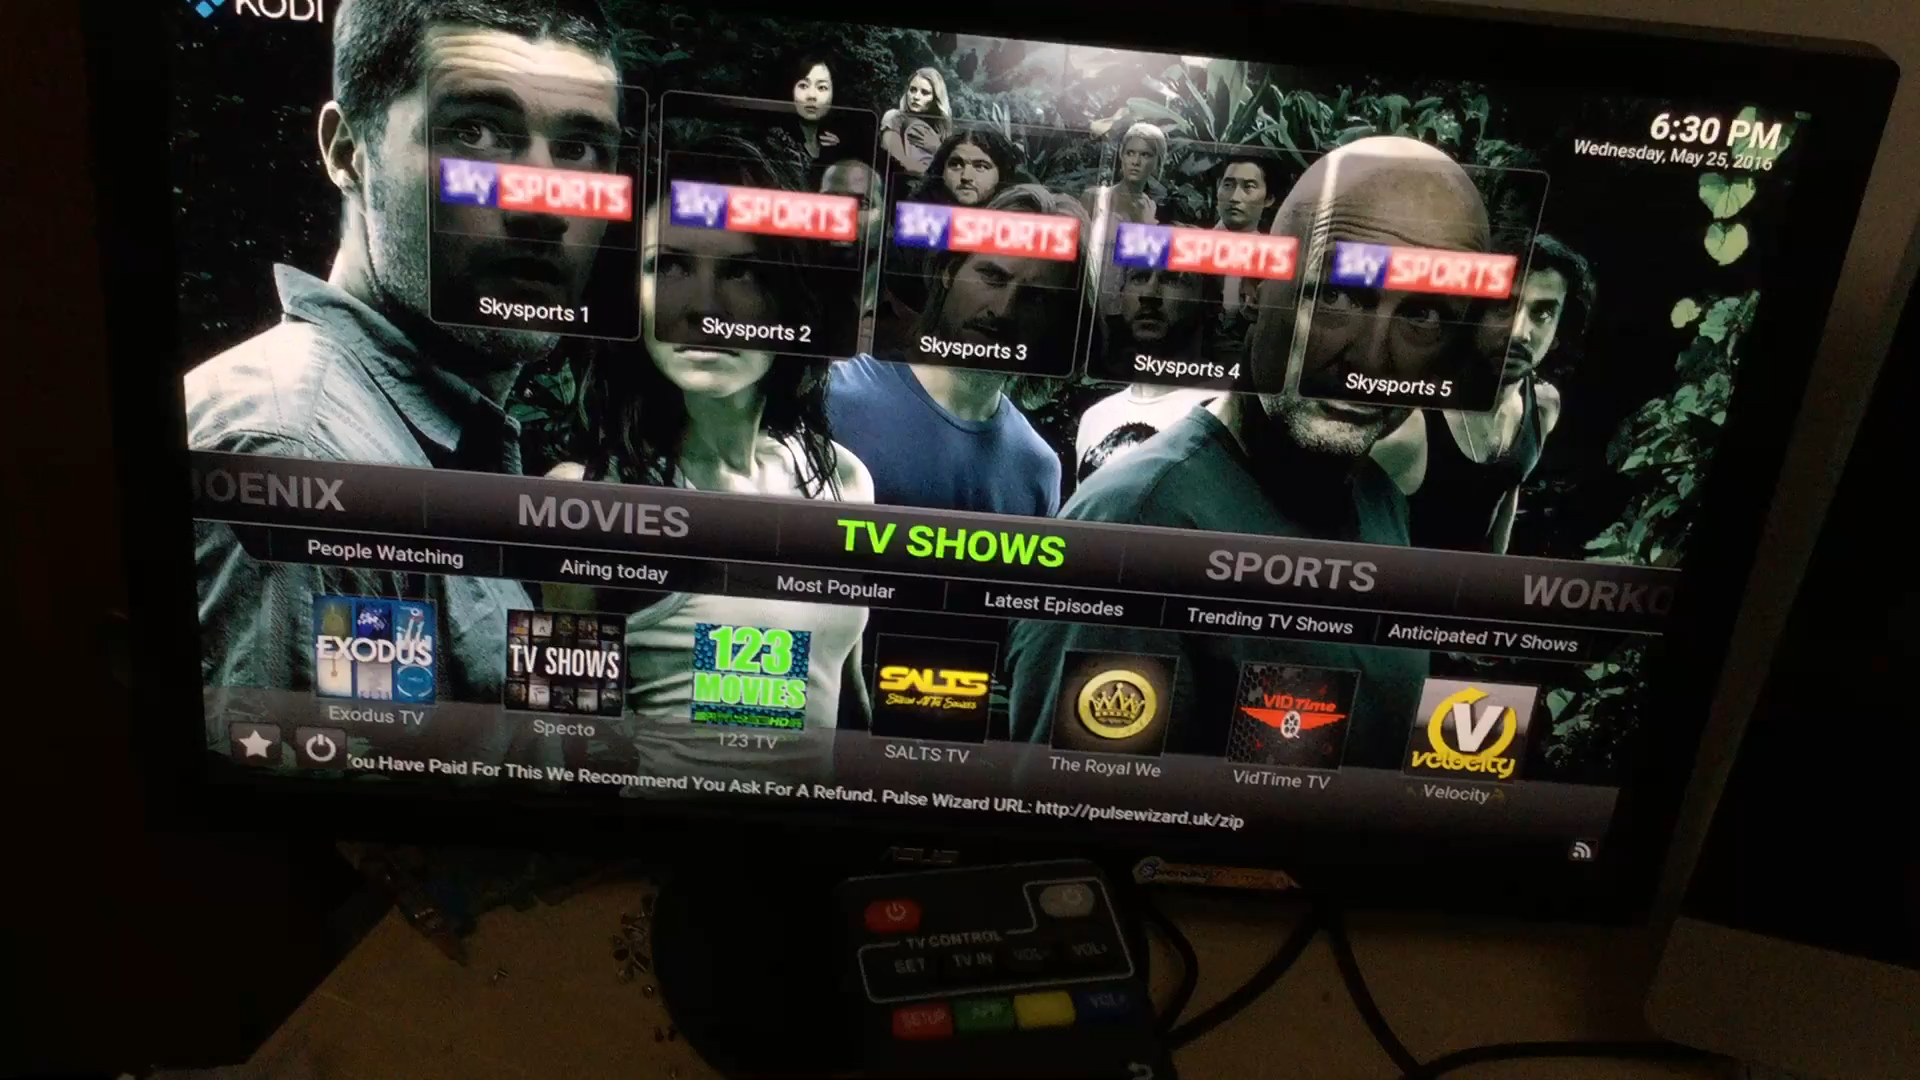 KODI
6:30 PM
Wednesday, May 25, 2016
sky SPORTS
sky SPORTS
sky SPORTS
sky SPORTS
sky SPORTS
Skysports 1
Skysports 2
Skysports 3
Skysports 4
Skysports 5
OENIX
MOVIES
TV SHOWS
SPORTS
WORKO
People Watching
Airing today
Most Popular
Latest Episodes
Trending TV Shows
Anticipated TV Shows
EXODUS
TV SHOWS
123
MOVIES
SALTS
VIDTime
V
velocity
Exodus TV
Specto
123 TV
SALTS TV
The Royal We
VidTime TV
Velocity
You Have Paid For This We Recommend You Ask For A Refund. Pulse Wizard URL: http://pulsewizard.uk/zip
ASUS
TV CONTROL
SET
TV IN
VOL-
VOL+
SETUP
APP
VOL+